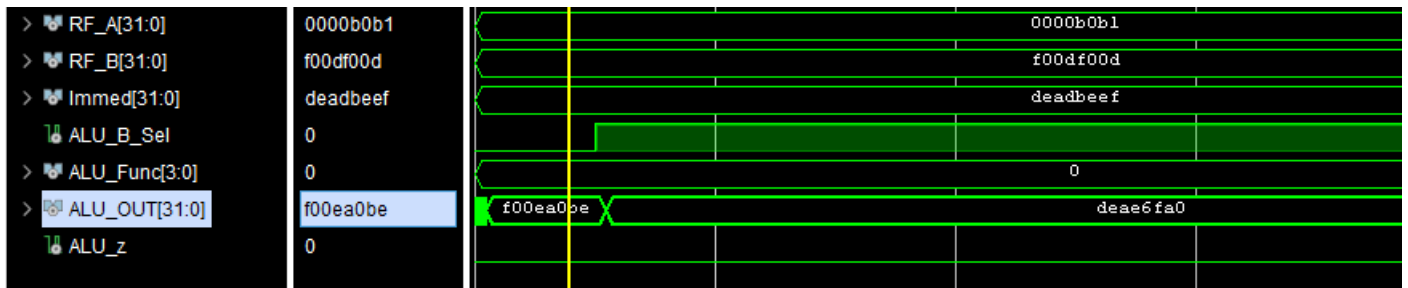 RF_A[31:0] 0000b0b1 0000b0b1
RF_B[31:0] f00df00d f00df00d
Immed[31:0] deadbeef deadbeef
ALU_B_Sel 0
ALU_Func[3:0] 0 0
ALU_OUT[31:0] f00ea0be f00ea0be deae6fa0
ALU_z 0